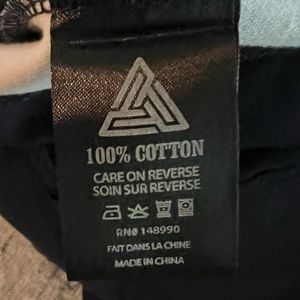 100% COTTON
CARE ON REVERSE
SOIN SUR REVERSE
RN# 148990
FAIT DANS LA CHINE
MADE IN CHINA